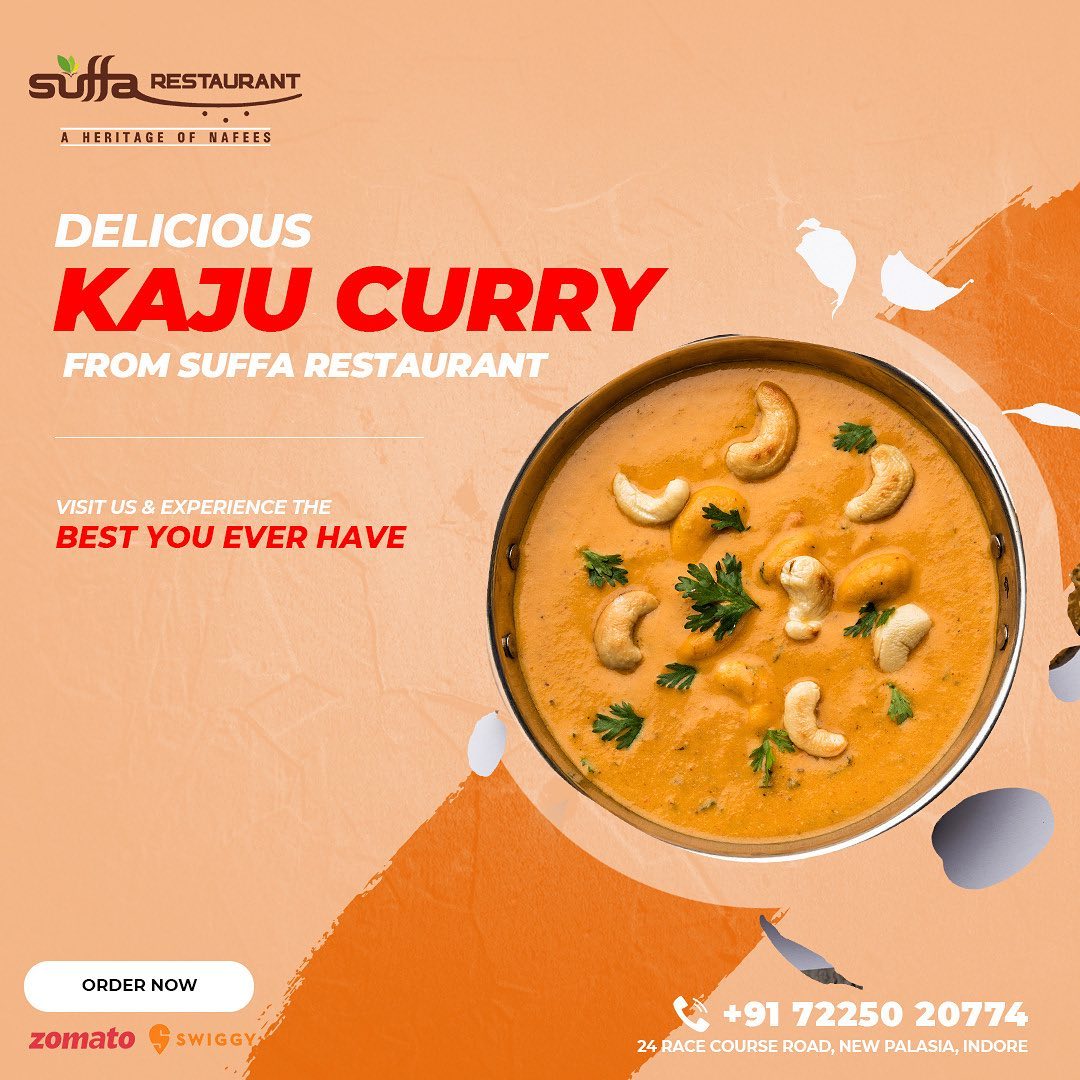 suffa RESTAURANT
A HERITAGE OF NAFEES
DELICIOUS
KAJU CURRY
FROM SUFFA RESTAURANT
VISIT US & EXPERIENCE THE
BEST YOU EVER HAVE
ORDER NOW
zomato SWIGGY
+91 72250 20774
24 RACE COURSE ROAD, NEW PALASIA, INDORE